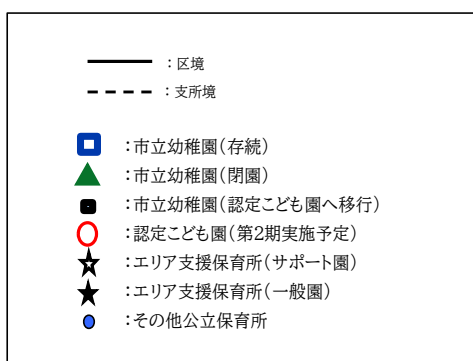 ：区境
：支所境
：市立幼稚園（存続）
：市立幼稚園（閉園）
：市立幼稚園（認定こども園へ移行）
：認定こども園（第2期実施予定）
：エリア支援保育所（サポート園）
：エリア支援保育所（一般園）
：その他公立保育所